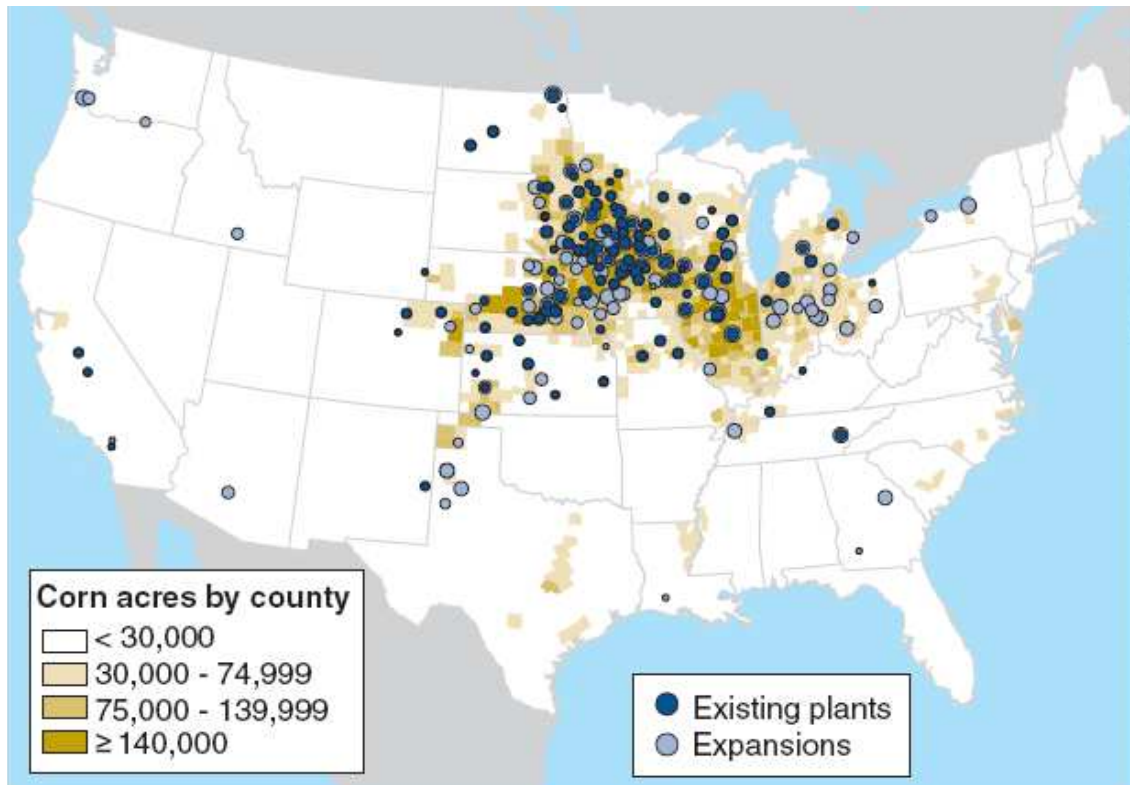 Corn acres by county
< 30,000
30,000 - 74,999
75,000 - 139,999
≥ 140,000
Existing plants
Expansions